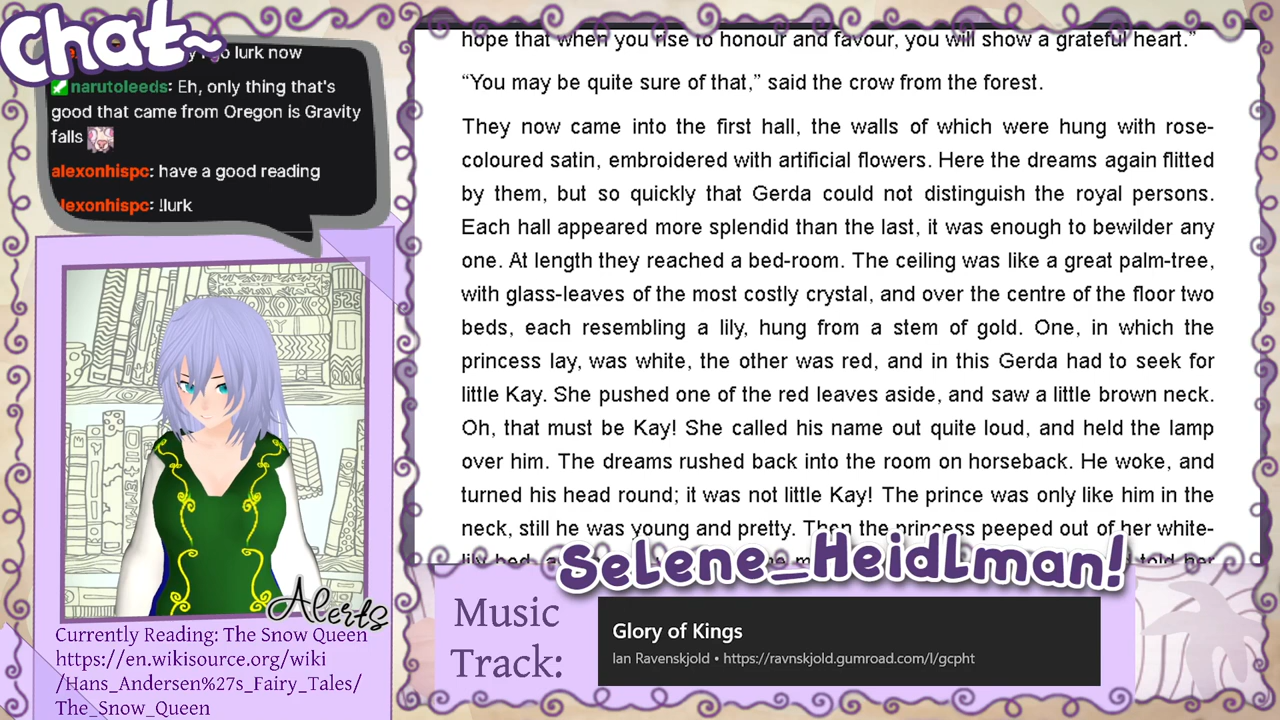 Chat~
go lurk now
narutoleeds: Eh, only thing that's
good that came from Oregon is Gravity
falls
alexonhispc: have a good reading
alexonhispc: !lurk
Alerts
Currently Reading: The Snow Queen
https://en.wikisource.org/wiki
/Hans_Andersen%27s_Fairy_Tales/
The_Snow_Queen
hope that when you rise to honour and favour, you will show a grateful heart.”
“You may be quite sure of that,” said the crow from the forest.
They now came into the first hall, the walls of which were hung with rose-
coloured satin, embroidered with artificial flowers. Here the dreams again flitted
by them, but so quickly that Gerda could not distinguish the royal persons.
Each hall appeared more splendid than the last, it was enough to bewilder any
one. At length they reached a bed-room. The ceiling was like a great palm-tree,
with glass-leaves of the most costly crystal, and over the centre of the floor two
beds, each resembling a lily, hung from a stem of gold. One, in which the
princess lay, was white, the other was red, and in this Gerda had to seek for
little Kay. She pushed one of the red leaves aside, and saw a little brown neck.
Oh, that must be Kay! She called his name out quite loud, and held the lamp
over him. The dreams rushed back into the room on horseback. He woke, and
turned his head round; it was not little Kay! The prince was only like him in the
neck, still he was young and pretty. Then the princess peeped out of her white-
told her
Selene_Heidlman!
Music
Track:
Glory of Kings
Ian Ravenskjold • https://ravnskjold.gumroad.com/l/gcpht